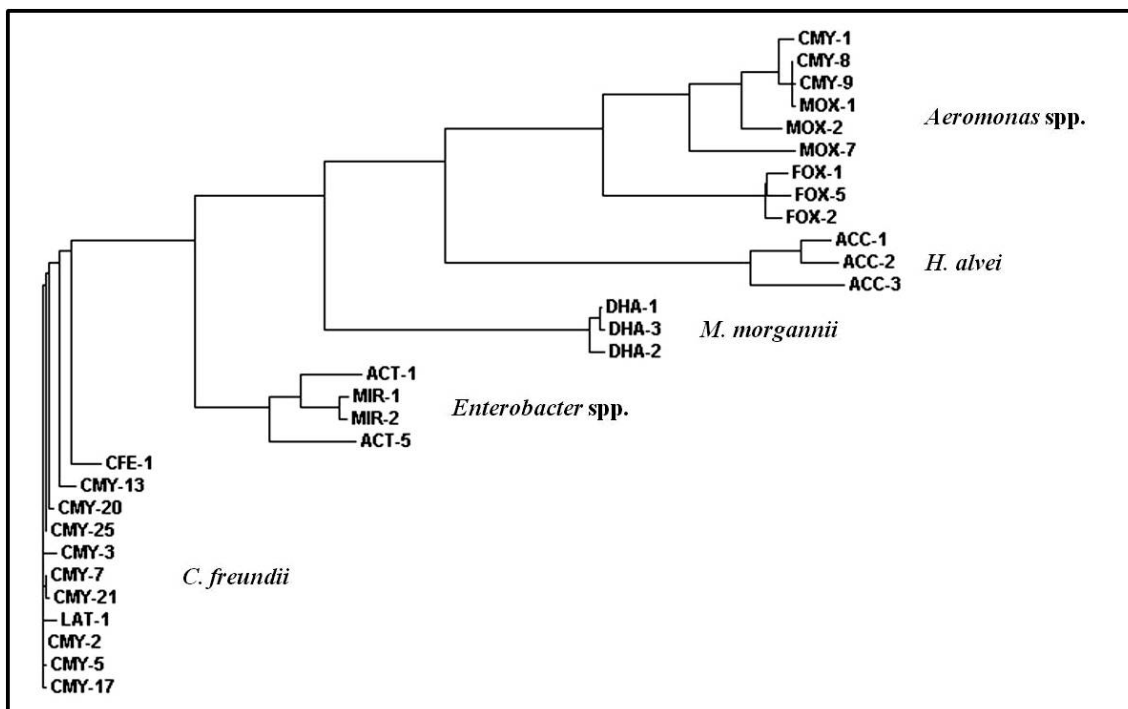 CMY-1
CMY-8
CMY-9
MOX-1
Aeromonas spp.
MOX-2
MOX-7
FOX-1
FOX-5
FOX-2
ACC-1
ACC-2
H. alvei
ACC-3
DHA-1
DHA-3
M. morgannii
DHA-2
ACT-1
MIR-1
Enterobacter spp.
MIR-2
ACT-5
CFE-1
CMY-13
CMY-20
CMY-25
CMY-3
CMY-7
C. freundii
CMY-21
LAT-1
CMY-2
CMY-5
CMY-17